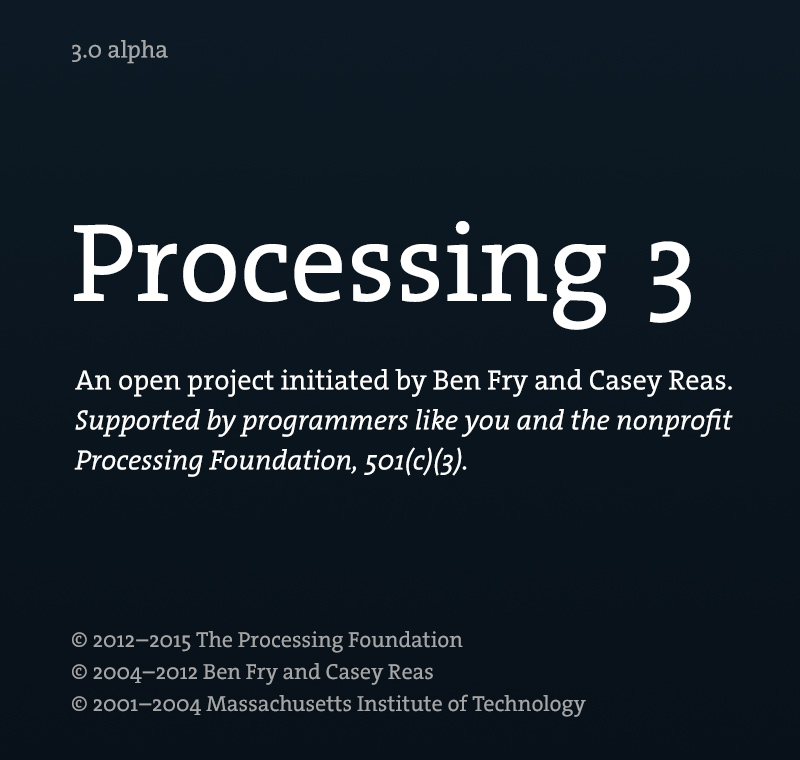 3.0 alpha
Processing 3
An open project initiated by Ben Fry and Casey Reas.
Supported by programmers like you and the nonprofit
Processing Foundation, 501(c)(3).
© 2012–2015 The Processing Foundation
© 2004–2012 Ben Fry and Casey Reas
© 2001–2004 Massachusetts Institute of Technology